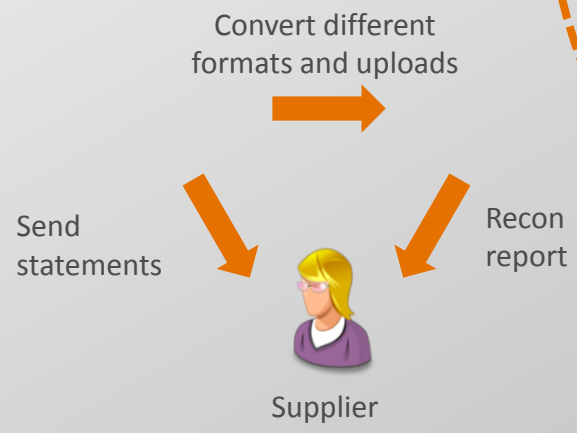 Convert different
formats and uploads
Send
statements
Recon
report
Supplier